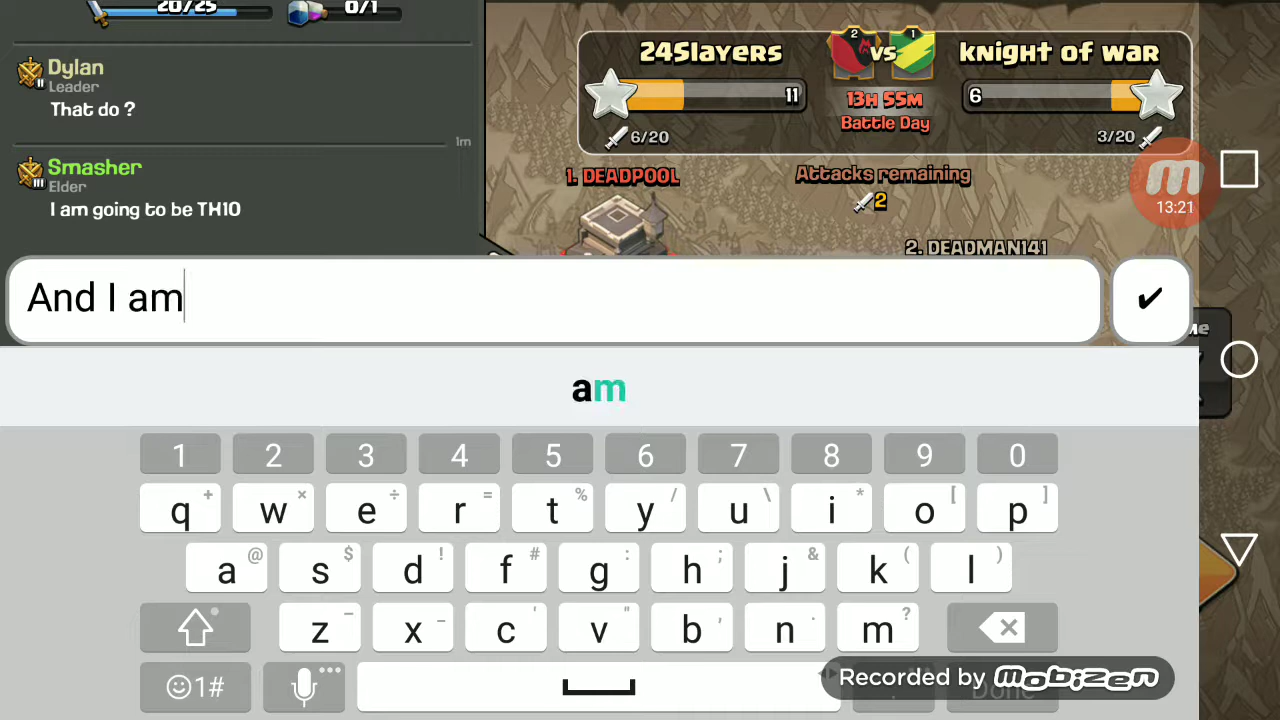 20/25
0/1
Dylan
Leader
That do ?
1m
Smasher
Elder
I am going to be TH10
24Slayers
2
vs
1
knight of war
11
13H 55M
6
6/20
Battle Day
3/20
1. DEADPOOL
Attacks remaining
2
2. DEADMAN141
13:21
And I am
✔
am
1 2 3 4 5 6 7 8 9 0
q + w × e ÷ r = t % y / u \ i * o [ p ]
a @ s $ d ! f # g : h ; j & k ( l )
z - x _ c ' v " b , n . m ?
☺1#
Done
Recorded by mobizen